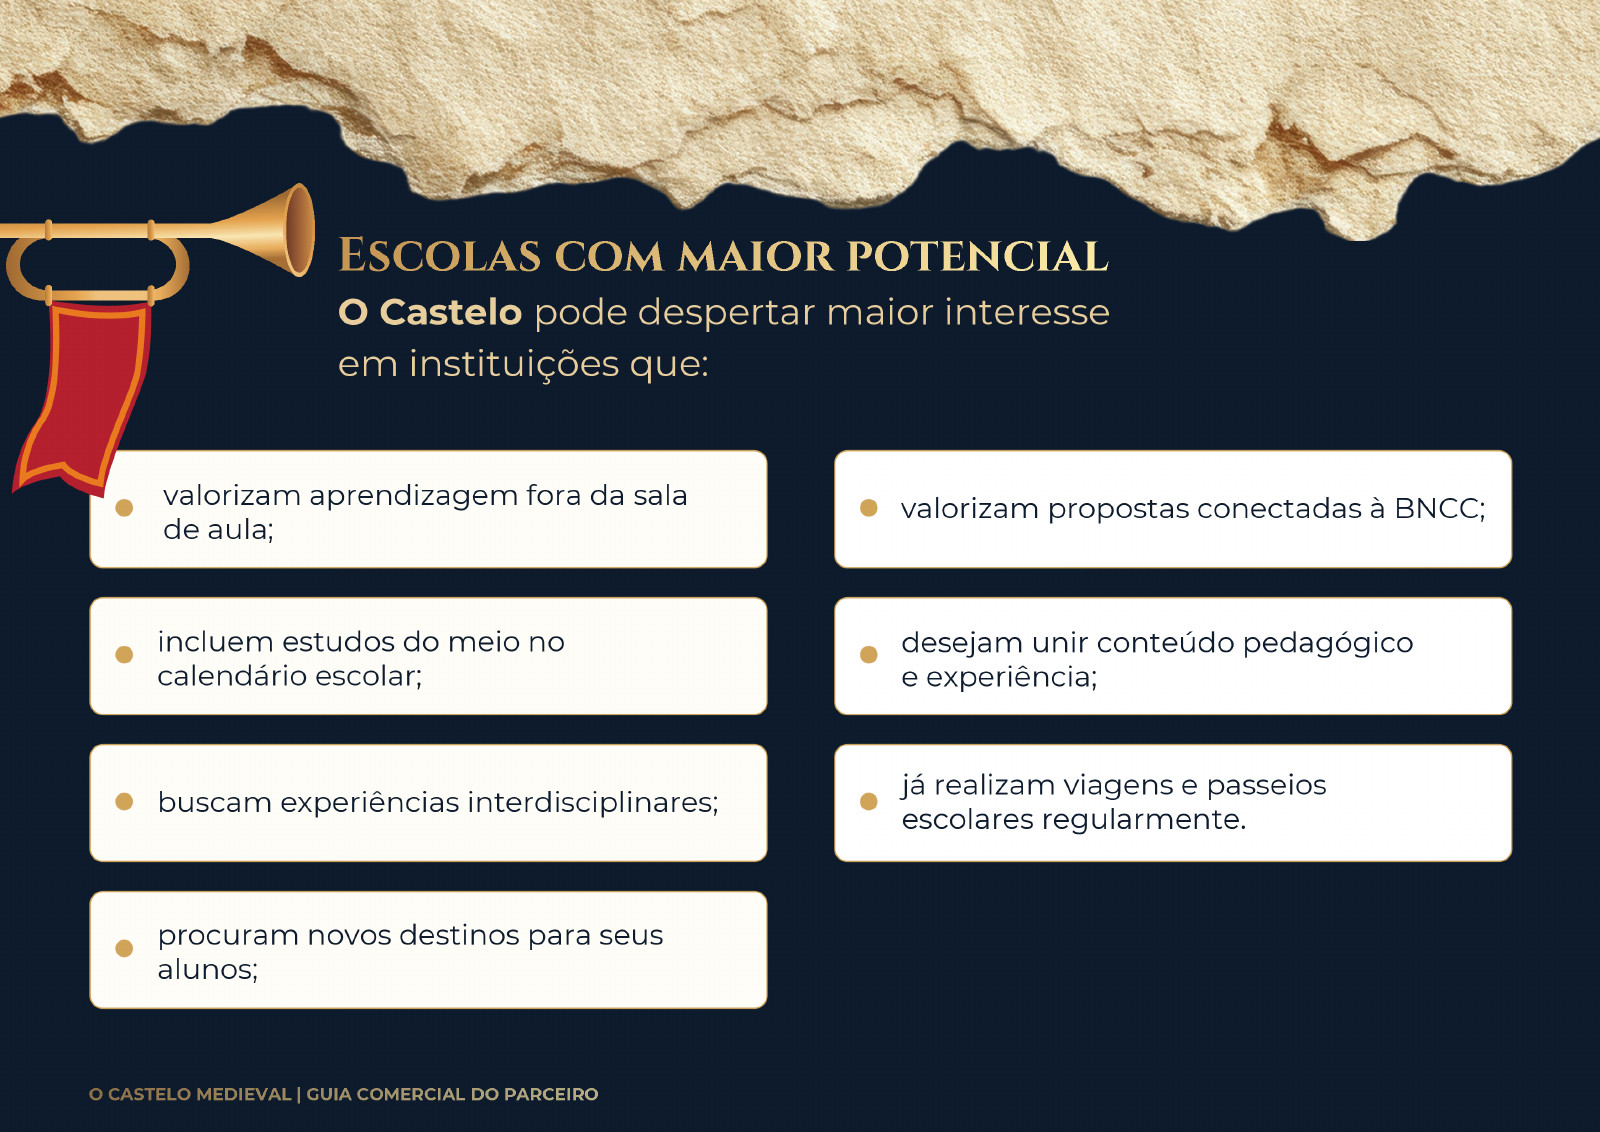 Escolas com maior potencial
O Castelo pode despertar maior interesse
em instituições que:
valorizam aprendizagem fora da sala
de aula;
incluem estudos do meio no
calendário escolar;
buscam experiências interdisciplinares;
procuram novos destinos para seus
alunos;
valorizam propostas conectadas à BNCC;
desejam unir conteúdo pedagógico
e experiência;
já realizam viagens e passeios
escolares regularmente.
O CASTELO MEDIEVAL | GUIA COMERCIAL DO PARCEIRO